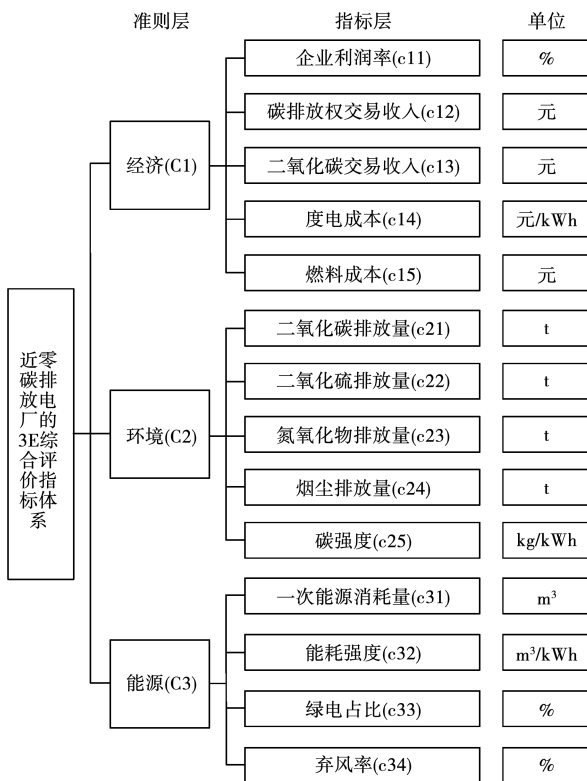 准则层 指标层 单位
企业利润率(c11) %
碳排放权交易收入(c12) 元
经济(C1)
二氧化碳交易收入(c13) 元
度电成本(c14) 元/kWh
燃料成本(c15) 元
近零
碳排
放电
厂的
3E综
合评
价指
标体
系
二氧化碳排放量(c21) t
二氧化硫排放量(c22) t
环境(C2)
氮氧化物排放量(c23) t
烟尘排放量(c24) t
碳强度(c25) kg/kWh
一次能源消耗量(c31) m³
能耗强度(c32) m³/kWh
能源(C3)
绿电占比(c33) %
弃风率(c34) %